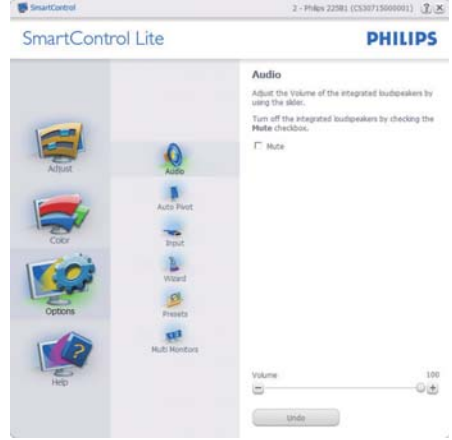 SmartControl
2 - Philips 225B1 (CS30715000001)
SmartControl Lite
PHILIPS
Adjust
Color
Options
Help
Audio
Auto Pivot
Input
Wizard
Presets
Multi Monitors
Audio
Adjust the Volume of the integrated loudspeakers by
using the slider.
Turn off the integrated loudspeakers by checking the
Mute checkbox.
Mute
Volume
100
Undo